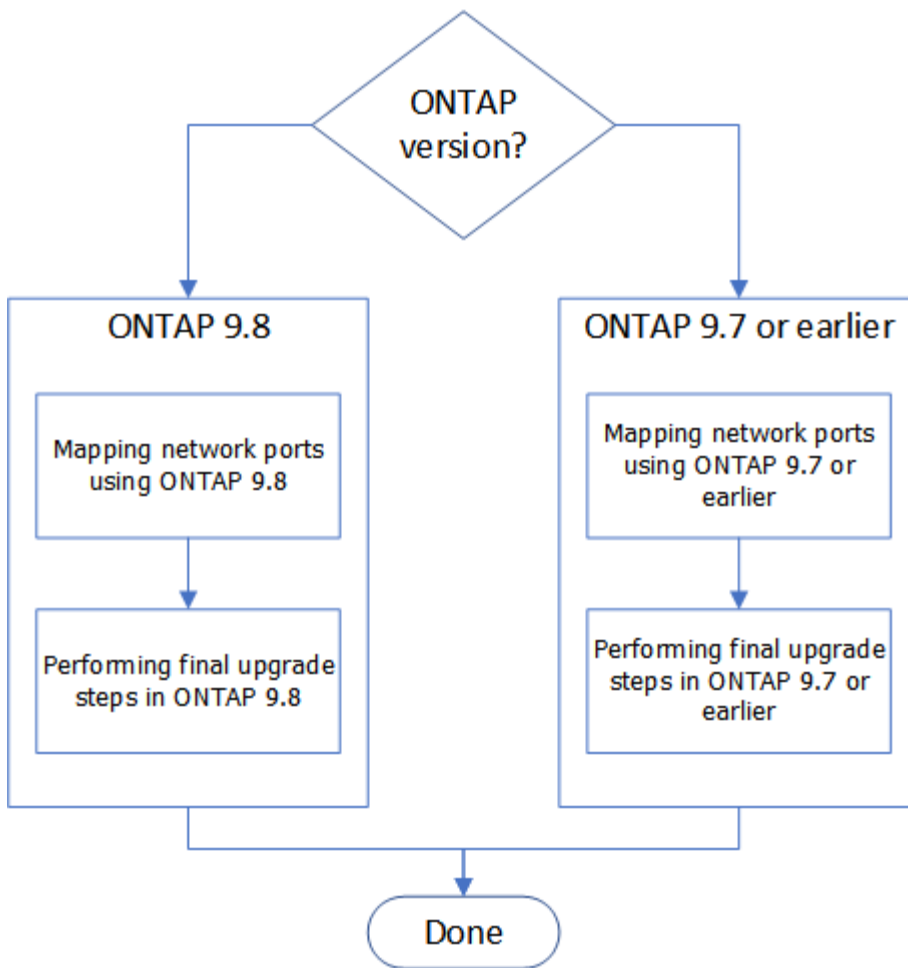 ONTAP
version?
ONTAP 9.8
Mapping network ports
using ONTAP 9.8
Performing final upgrade
steps in ONTAP 9.8
ONTAP 9.7 or earlier
Mapping network ports
using ONTAP 9.7 or
earlier
Performing final upgrade
steps in ONTAP 9.7 or
earlier
Done